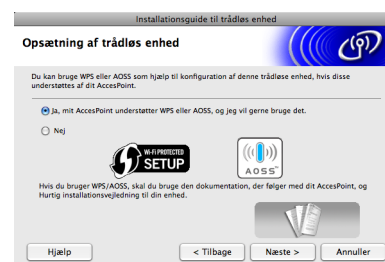 Installationsguide til trådløs enhed
Opsætning af trådløs enhed
Du kan bruge WPS eller AOSS som hjælp til konfiguration af denne trådløse enhed, hvis disse
understøttes af dit AccesPoint.
Ja, mit AccesPoint understøtter WPS eller AOSS, og jeg vil gerne bruge det.
Nej
WI-FI PROTECTED
SETUP
AOSS™
Hvis du bruger WPS/AOSS, skal du bruge den dokumentation, der følger med dit AccesPoint, og
Hurtig installationsvejledning til din enhed.
Hjælp
< Tilbage
Næste >
Annuller